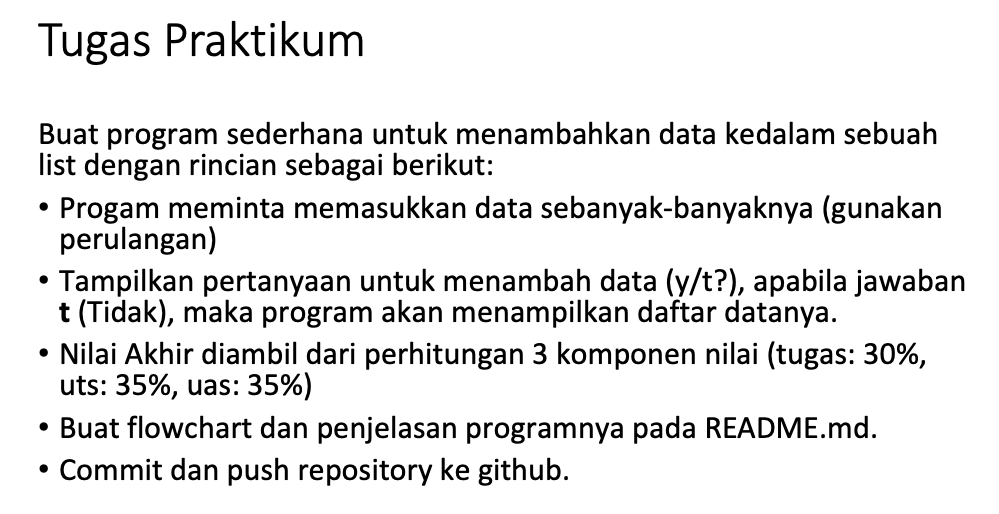 Tugas Praktikum
Buat program sederhana untuk menambahkan data kedalam sebuah
list dengan rincian sebagai berikut:
• Progam meminta memasukkan data sebanyak-banyaknya (gunakan
perulangan)
• Tampilkan pertanyaan untuk menambah data (y/t?), apabila jawaban
t (Tidak), maka program akan menampilkan daftar datanya.
• Nilai Akhir diambil dari perhitungan 3 komponen nilai (tugas: 30%,
uts: 35%, uas: 35%)
• Buat flowchart dan penjelasan programnya pada README.md.
• Commit dan push repository ke github.